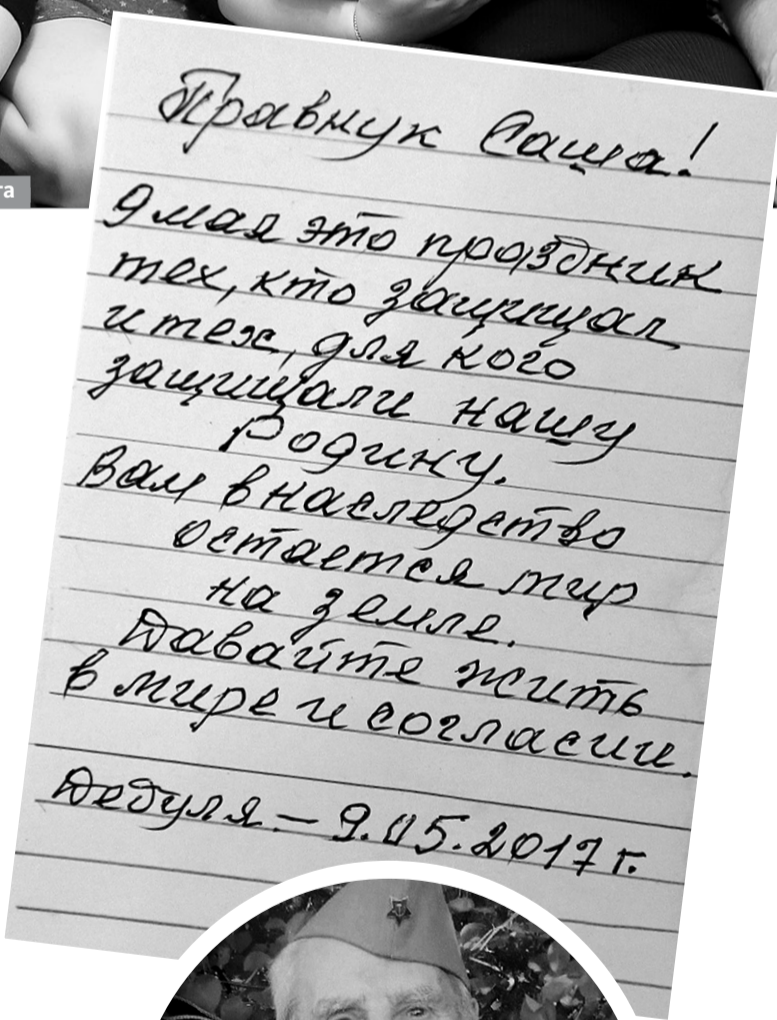 га
Правнук Саша!
9 мая это праздник
тех, кто защищал
и тех, для кого
защищали нашу
Родину.
Вам в наследство
остается мир
на земле.
Давайте жить
в мире и согласии.
Дедуля – 9.05.2017 г.